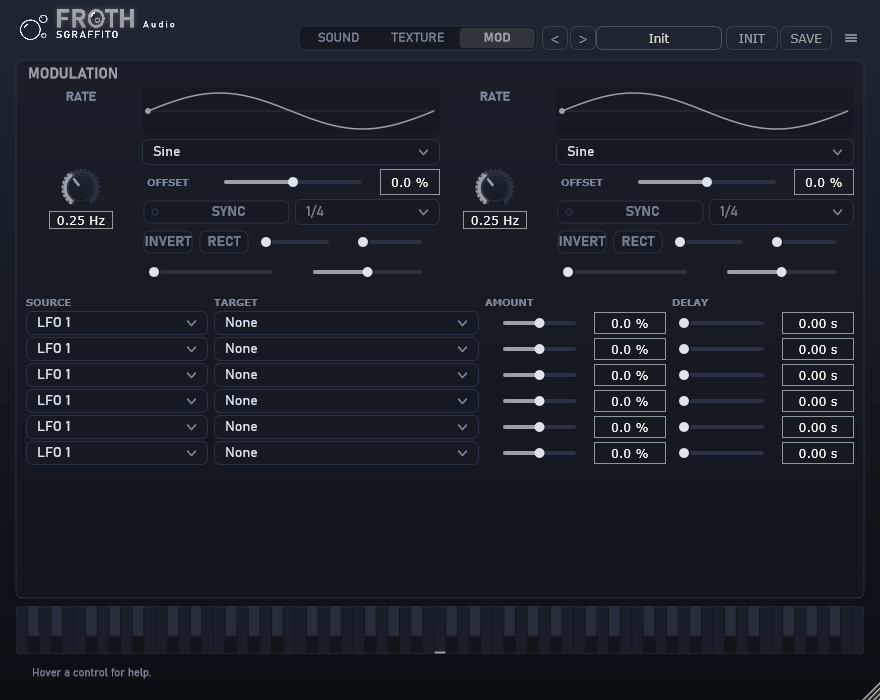 FROTH Audio
SGRAFFITO
SOUND TEXTURE MOD < > Init INIT SAVE
MODULATION
RATE RATE
Sine Sine
OFFSET 0.0 % OFFSET 0.0 %
0.25 Hz SYNC 1/4 0.25 Hz SYNC 1/4
INVERT RECT INVERT RECT
SOURCE TARGET AMOUNT DELAY
LFO 1 None 0.0 % 0.00 s
LFO 1 None 0.0 % 0.00 s
LFO 1 None 0.0 % 0.00 s
LFO 1 None 0.0 % 0.00 s
LFO 1 None 0.0 % 0.00 s
LFO 1 None 0.0 % 0.00 s
Hover a control for help.